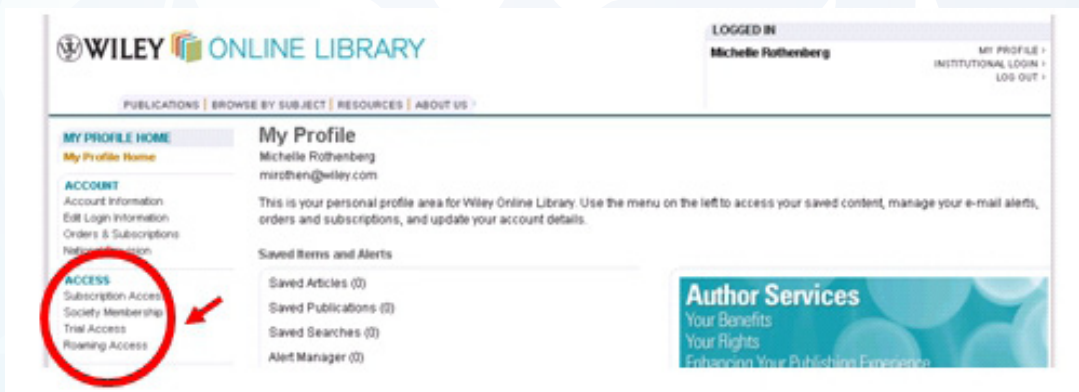 LOGGED IN
WILEY ONLINE LIBRARY
Michelle Rothenberg
MY PROFILE ›
INSTITUTIONAL LOGIN ›
LOG OUT ›
PUBLICATIONS | BROWSE BY SUBJECT | RESOURCES | ABOUT US
MY PROFILE HOME
My Profile Home
ACCOUNT
Account Information
Edit Login Information
Orders & Subscriptions
ACCESS
Subscription Access
Society Membership
Trial Access
Roaming Access
My Profile
Michelle Rothenberg
mirothen@wiley.com
This is your personal profile area for Wiley Online Library. Use the menu on the left to access your saved content, manage your e-mail alerts,
orders and subscriptions, and update your account details.
Saved Items and Alerts
Saved Articles (0)
Saved Publications (0)
Saved Searches (0)
Alert Manager (0)
Author Services
Your Benefits
Your Rights
Enhancing Your Publishing Experience